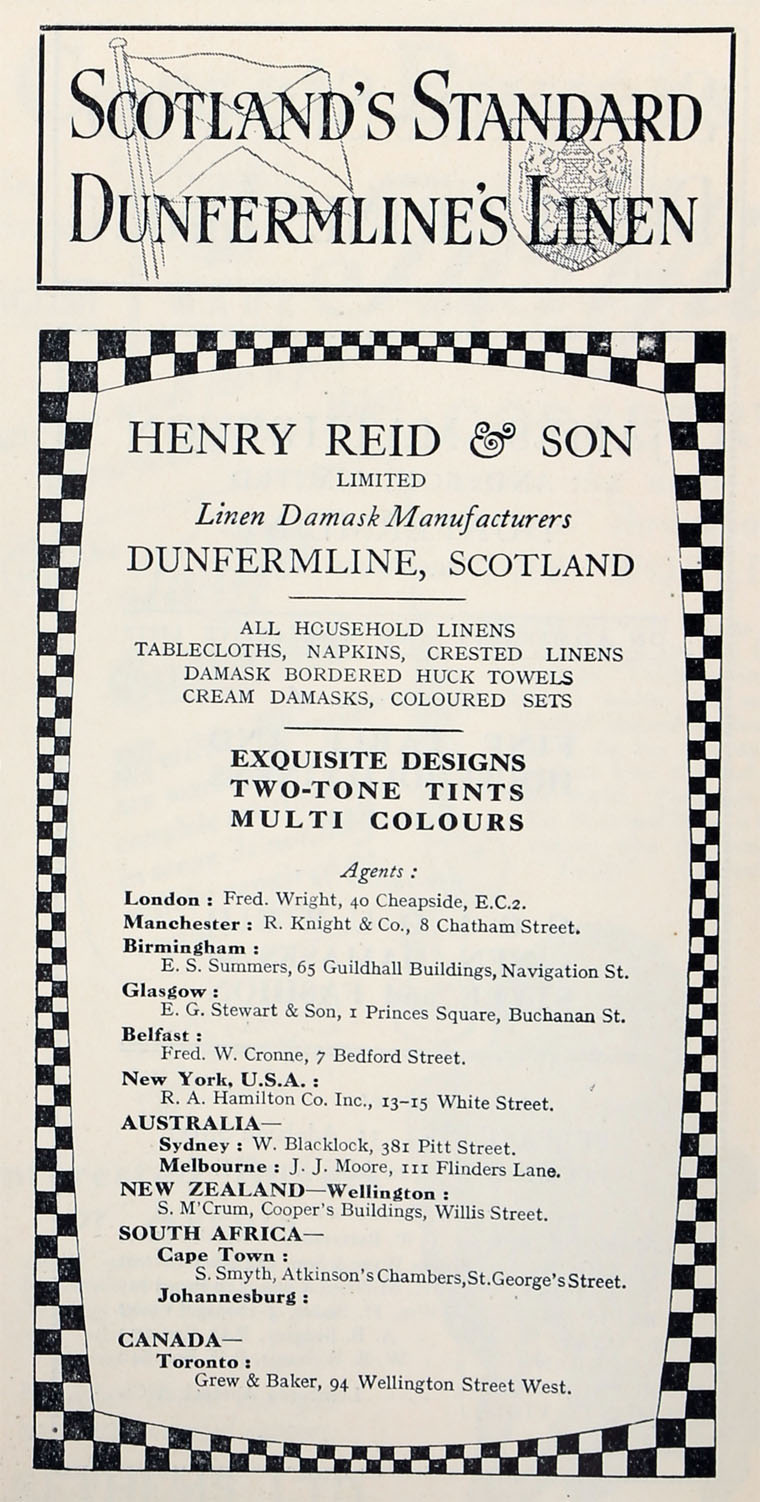 SCOTLAND'S STANDARD
DUNFERMLINE'S LINEN
HENRY REID & SON
LIMITED
Linen Damask Manufacturers
DUNFERMLINE, SCOTLAND
ALL HOUSEHOLD LINENS
TABLECLOTHS, NAPKINS, CRESTED LINENS
DAMASK BORDERED HUCK TOWELS
CREAM DAMASKS, COLOURED SETS
EXQUISITE DESIGNS
TWO-TONE TINTS
MULTI COLOURS
Agents :
London : Fred. Wright, 40 Cheapside, E.C.2.
Manchester : R. Knight & Co., 8 Chatham Street.
Birmingham :
E. S. Summers, 65 Guildhall Buildings, Navigation St.
Glasgow :
E. G. Stewart & Son, 1 Princes Square, Buchanan St.
Belfast :
Fred. W. Cronne, 7 Bedford Street.
New York, U.S.A. :
R. A. Hamilton Co. Inc., 13-15 White Street.
AUSTRALIA—
Sydney : W. Blacklock, 381 Pitt Street.
Melbourne : J. J. Moore, 111 Flinders Lane.
NEW ZEALAND—Wellington :
S. M'Crum, Cooper's Buildings, Willis Street.
SOUTH AFRICA—
Cape Town :
S. Smyth, Atkinson's Chambers, St. George's Street.
Johannesburg :
CANADA—
Toronto :
Grew & Baker, 94 Wellington Street West.